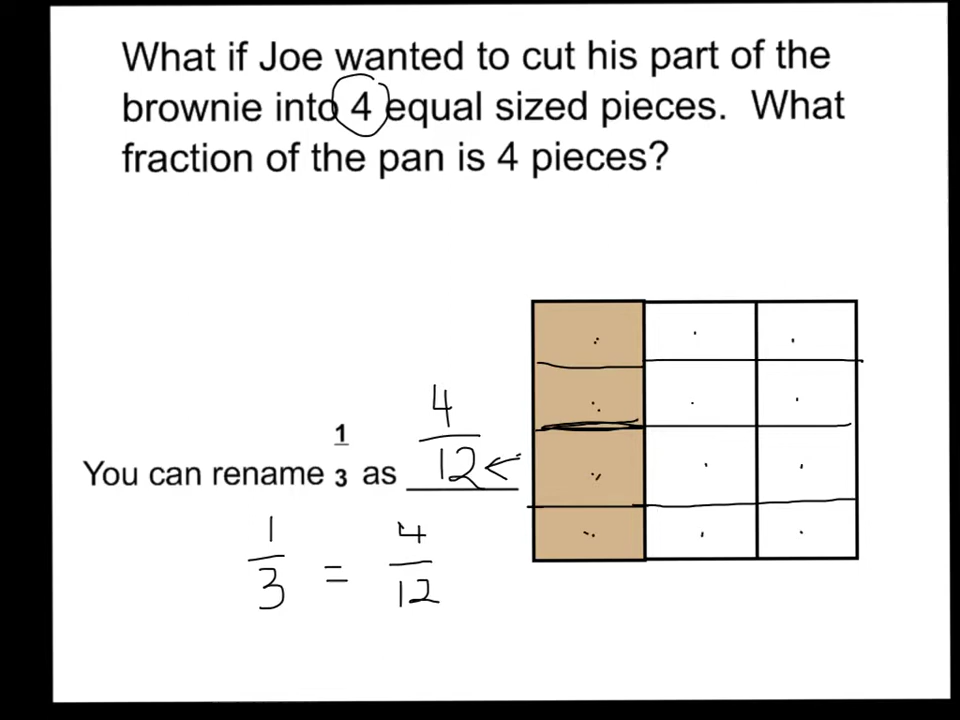 What if Joe wanted to cut his part of the
brownie into 4 equal sized pieces. What
fraction of the pan is 4 pieces?
You can rename 1/3 as 4/12
1/3 = 4/12